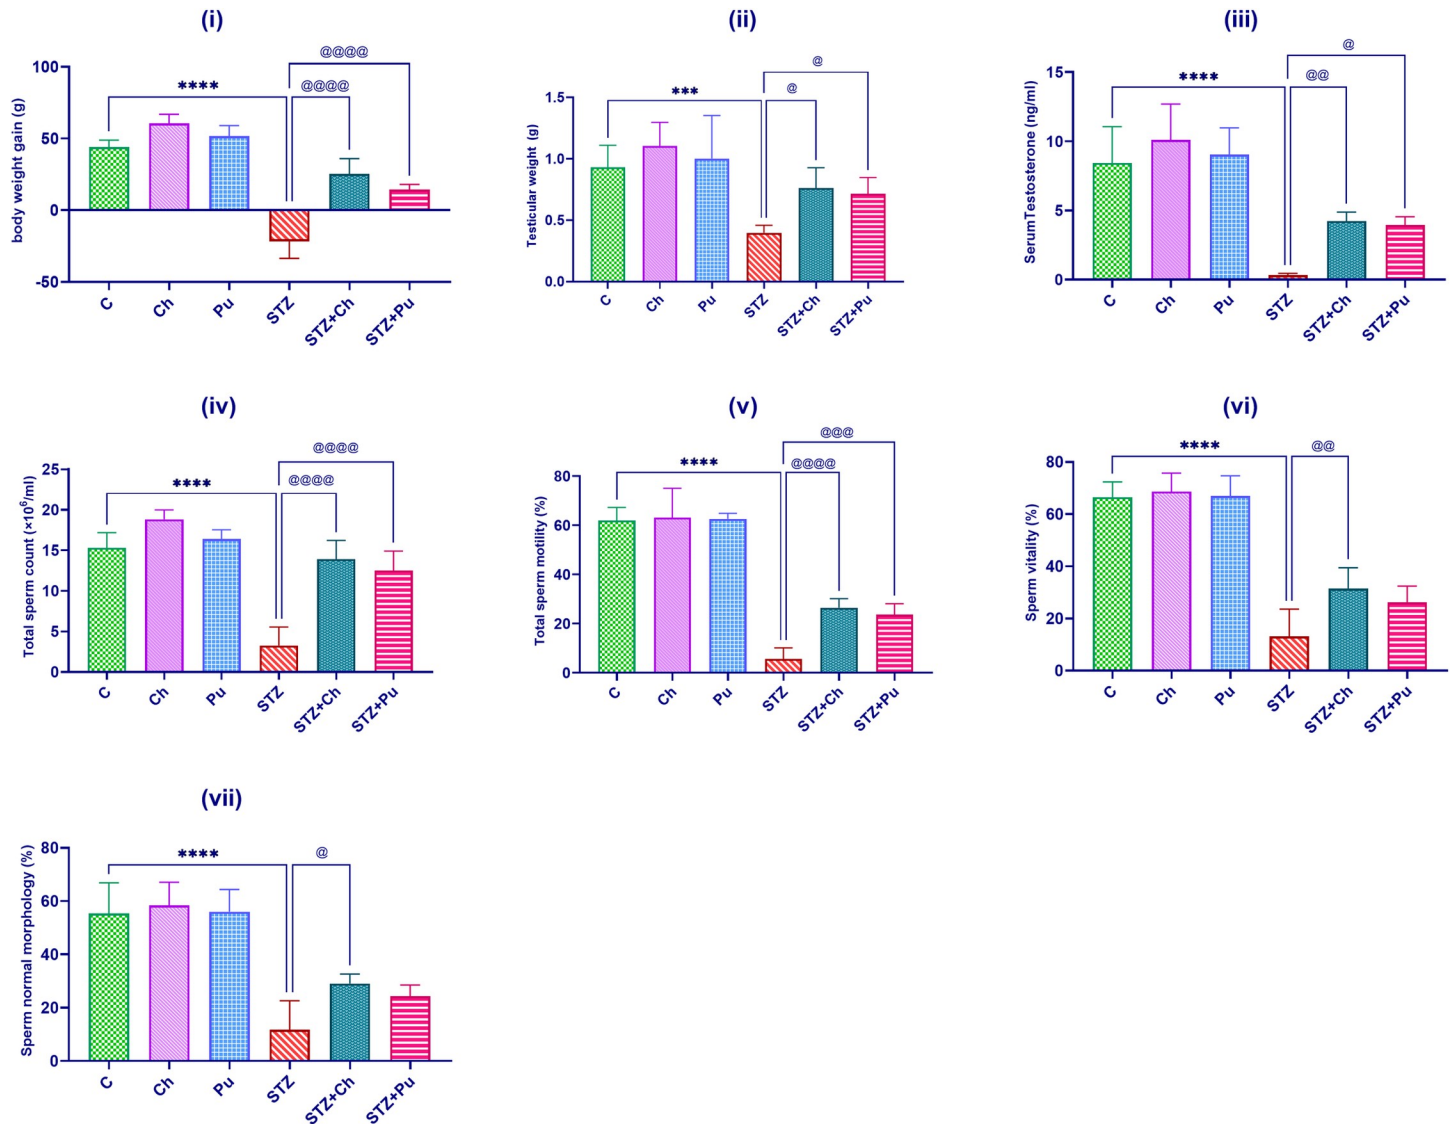 (i)
@@@@
**** @@@@
body weight gain (g)
100
50
0
-50
C Ch Pu STZ STZ+Ch STZ+Pu
(ii)
@
*** @
Testicular weight (g)
1.5
1.0
0.5
0.0
C Ch Pu STZ STZ+Ch STZ+Pu
(iii)
@
**** @@
SerumTestosterone (ng/ml)
15
10
5
0
C Ch Pu STZ STZ+Ch STZ+Pu
(iv)
@@@@
**** @@@@
Total sperm count (×10⁶/ml)
25
20
15
10
5
0
C Ch Pu STZ STZ+Ch STZ+Pu
(v)
@@@
**** @@@@
Total sperm motility (%)
80
60
40
20
0
C Ch Pu STZ STZ+Ch STZ+Pu
(vi)
**** @@
Sperm vitality (%)
80
60
40
20
0
C Ch Pu STZ STZ+Ch STZ+Pu
(vii)
**** @
Sperm normal morphology (%)
80
60
40
20
0
C Ch Pu STZ STZ+Ch STZ+Pu